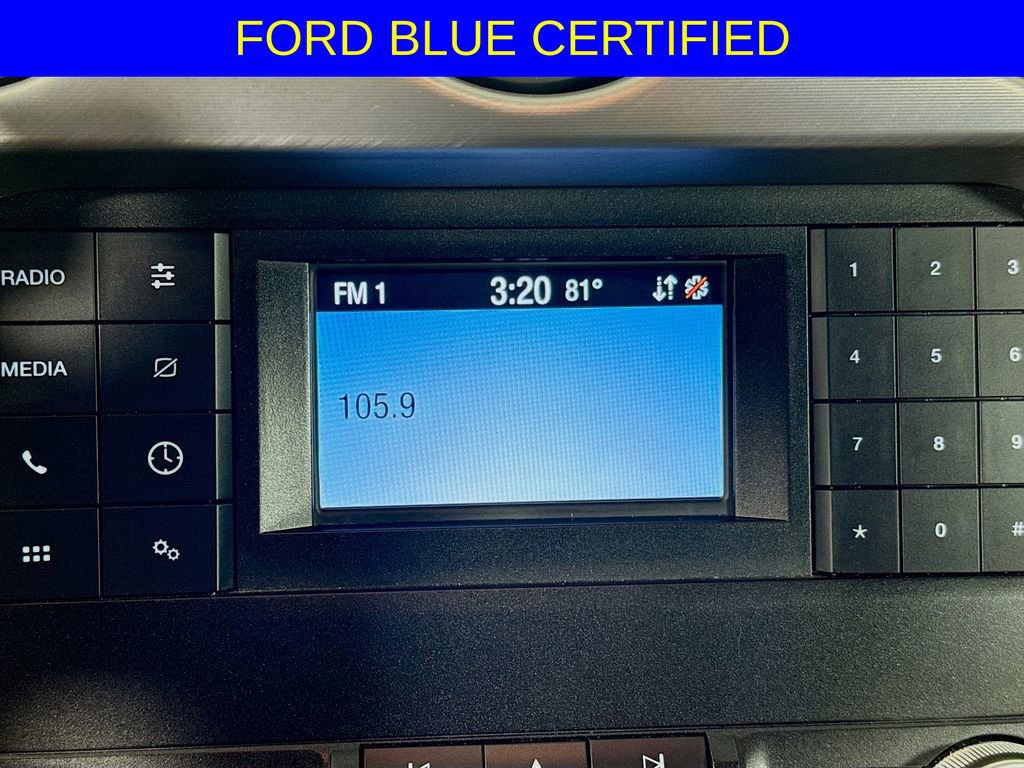 FORD BLUE CERTIFIED
FM 1 3:20 81°
105.9
RADIO
MEDIA
1 2 3
4 5 6
7 8 9
* 0 #